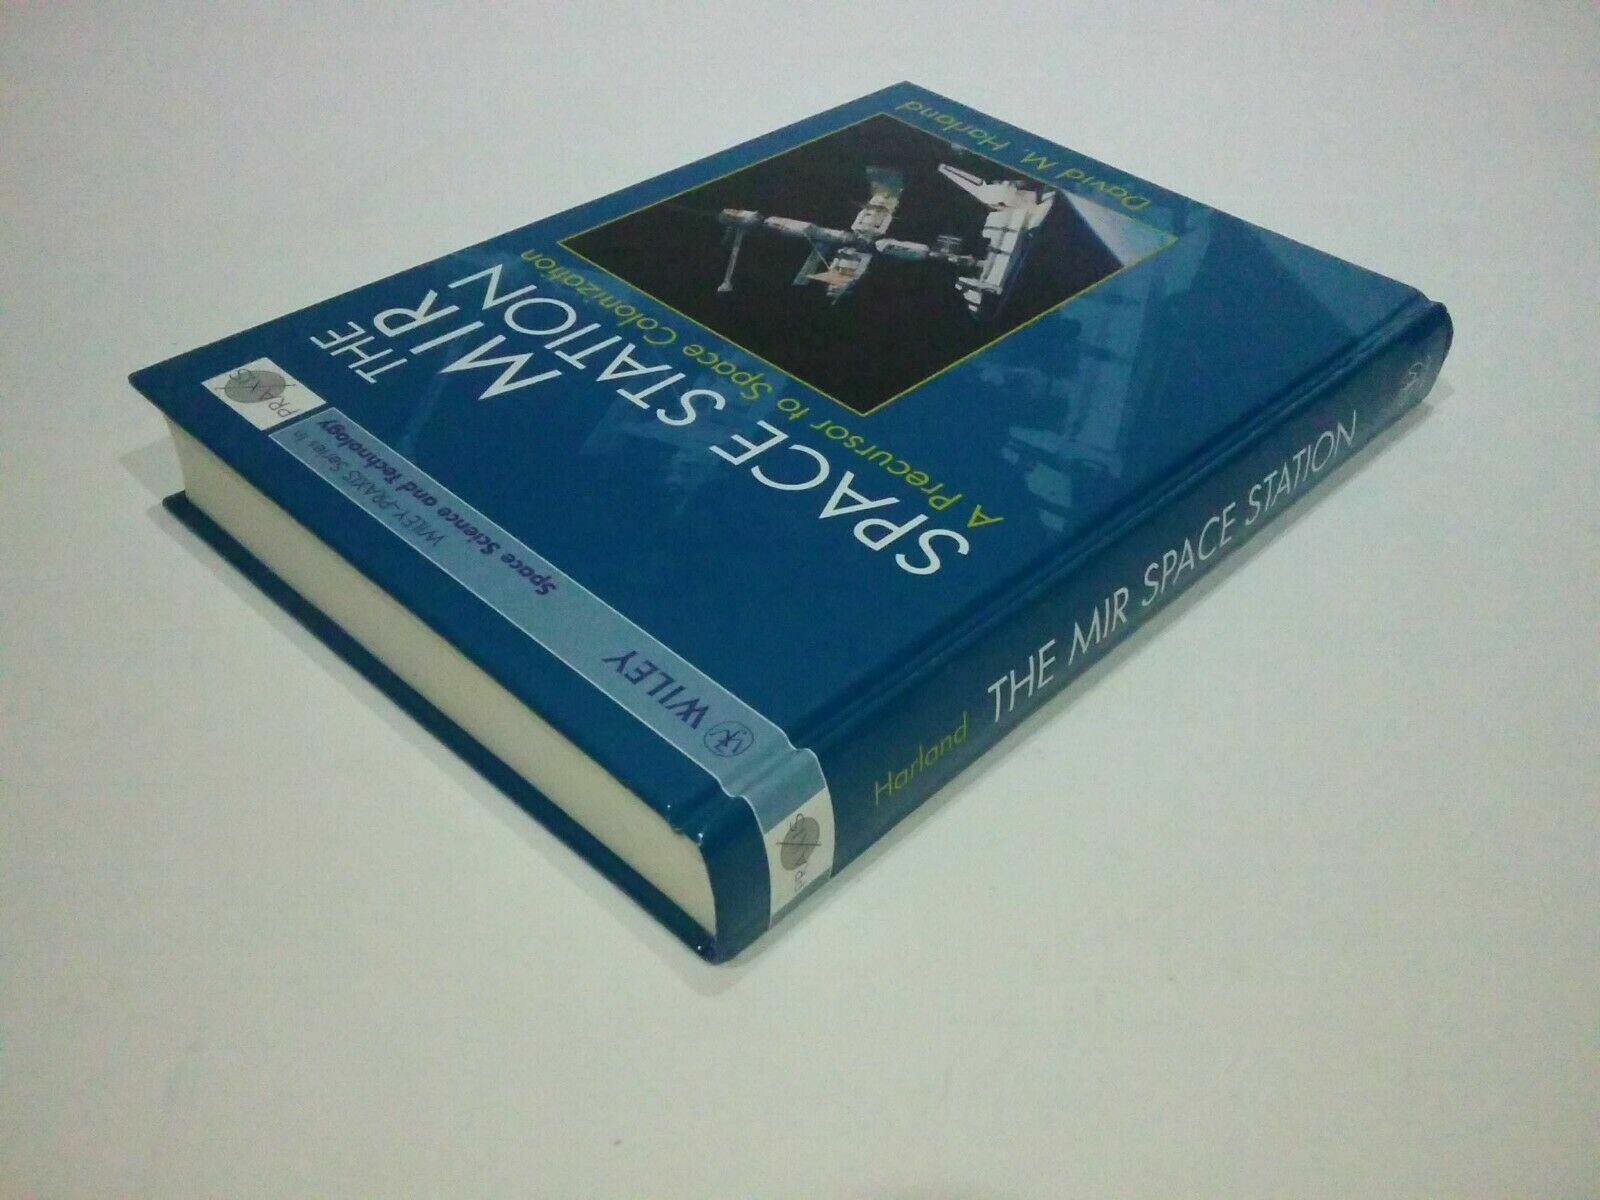 PRAXIS
WILEY-PRAXIS Series in
Space Science and Technology
WILEY
THE
MIR
SPACE STATION
A Precursor to Space Colonization
David M. Harland
PRAXIS
Harland THE MIR SPACE STATION